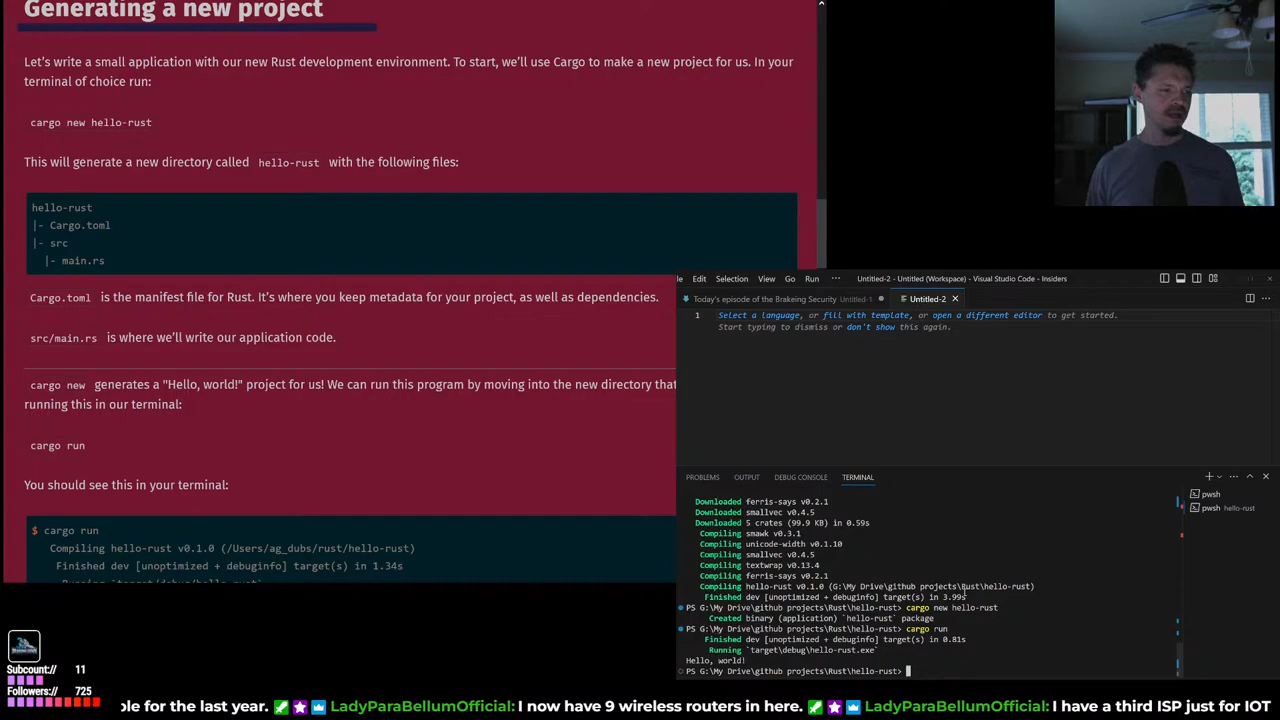 Generating a new project
Let's write a small application with our new Rust development environment. To start, we'll use Cargo to make a new project for us. In your
terminal of choice run:
cargo new hello-rust
This will generate a new directory called hello-rust with the following files:
hello-rust
|- Cargo.toml
|- src
|- main.rs
Cargo.toml is the manifest file for Rust. It's where you keep metadata for your project, as well as dependencies.
src/main.rs is where we'll write our application code.
cargo new generates a "Hello, world!" project for us! We can run this program by moving into the new directory that
running this in our terminal:
cargo run
You should see this in your terminal:
$ cargo run
Compiling hello-rust v0.1.0 (/Users/ag_dubs/rust/hello-rust)
Finished dev [unoptimized + debuginfo] target(s) in 1.34s
Running `target/debug/hello-rust`
le Edit Selection View Go Run ··· Untitled-2 - Untitled (Workspace) - Visual Studio Code - Insiders
Today's episode of the Brakeing Security Untitled-1
Untitled-2
1 Select a language, or fill with template, or open a different editor to get started.
Start typing to dismiss or don't show this again.
PROBLEMS OUTPUT DEBUG CONSOLE TERMINAL
pwsh
pwsh hello-rust
Downloaded ferris-says v0.2.1
Downloaded smallvec v0.4.5
Downloaded 5 crates (99.9 KB) in 0.59s
Compiling smawk v0.3.1
Compiling unicode-width v0.1.10
Compiling smallvec v0.4.5
Compiling textwrap v0.13.4
Compiling ferris-says v0.2.1
Compiling hello-rust v0.1.0 (G:\My Drive\github projects\Rust\hello-rust)
Finished dev [unoptimized + debuginfo] target(s) in 3.99s
PS G:\My Drive\github projects\Rust\hello-rust> cargo new hello-rust
Created binary (application) `hello-rust` package
PS G:\My Drive\github projects\Rust\hello-rust> cargo run
Finished dev [unoptimized + debuginfo] target(s) in 0.81s
Running `target\debug\hello-rust.exe`
Hello, world!
PS G:\My Drive\github projects\Rust\hello-rust>
Subcount:// 11
Followers:// 725
ble for the last year. LadyParaBellumOfficial: I now have 9 wireless routers in here. LadyParaBellumOfficial: I have a third ISP just for IOT